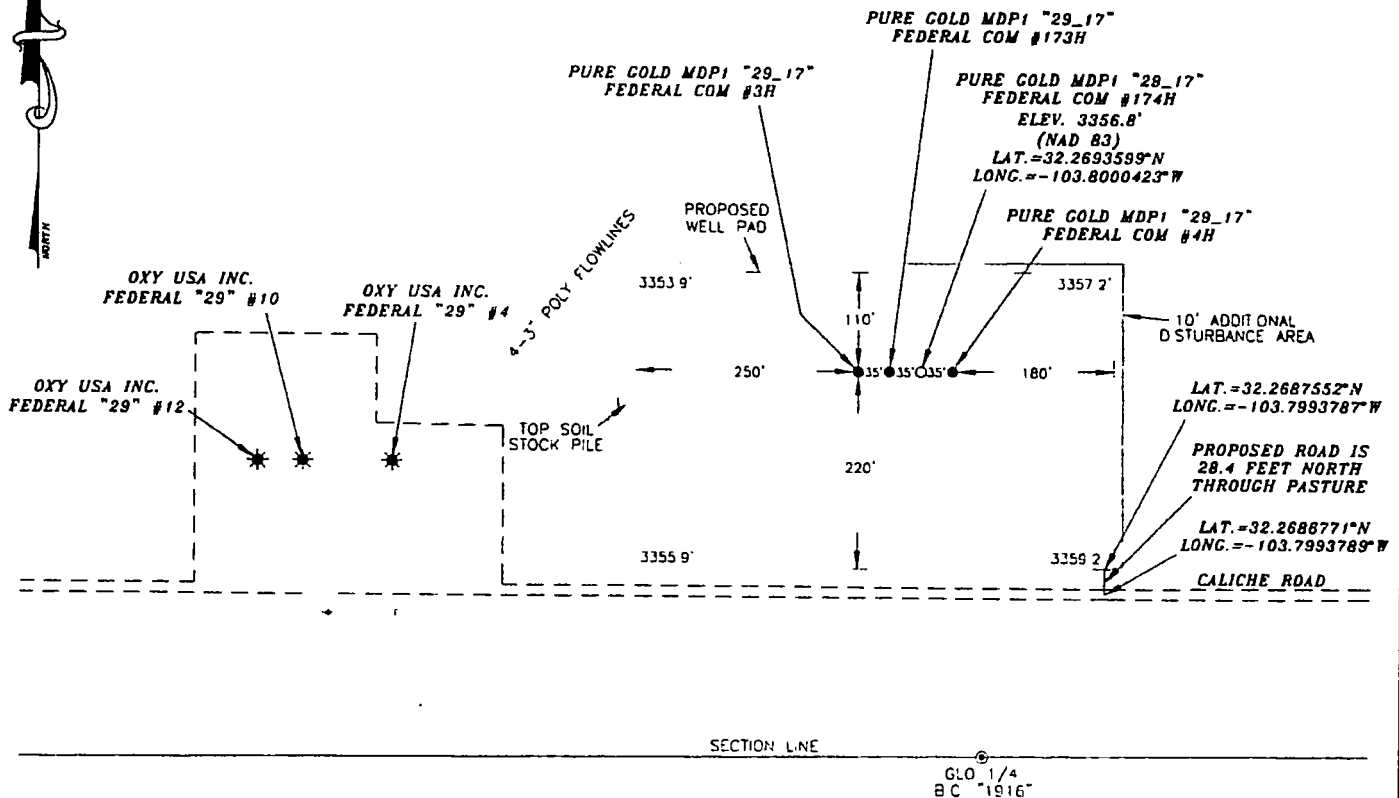 NORTH
PURE GOLD MDP1 "29_17"
FEDERAL COM #173H
PURE GOLD MDP1 "29_17"
FEDERAL COM #3H
PURE GOLD MDP1 "29_17"
FEDERAL COM #174H
ELEV. 3356.8'
(NAD 83)
LAT.=32.2693599°N
LONG.=-103.8000423°W
PROPOSED
WELL PAD
PURE GOLD MDP1 "29_17"
FEDERAL COM #4H
4-3" POLY FLOWLINES
OXY USA INC.
FEDERAL "29" #10
OXY USA INC.
FEDERAL "29" #4
3353 9'
3357 2'
110'
10' ADDIT ONAL
D STURBANCE AREA
250'
35'
35'
35'
180'
OXY USA INC.
FEDERAL "29" #12
LAT.=32.2687552°N
LONG.=-103.7993787°W
TOP SOIL
STOCK PILE
PROPOSED ROAD IS
28.4 FEET NORTH
THROUGH PASTURE
220'
LAT.=32.2686771°N
LONG.=-103.7993789°W
3355 9'
3359 2
CALICHE ROAD
SECTION LINE
GLO 1/4
B C "1916"